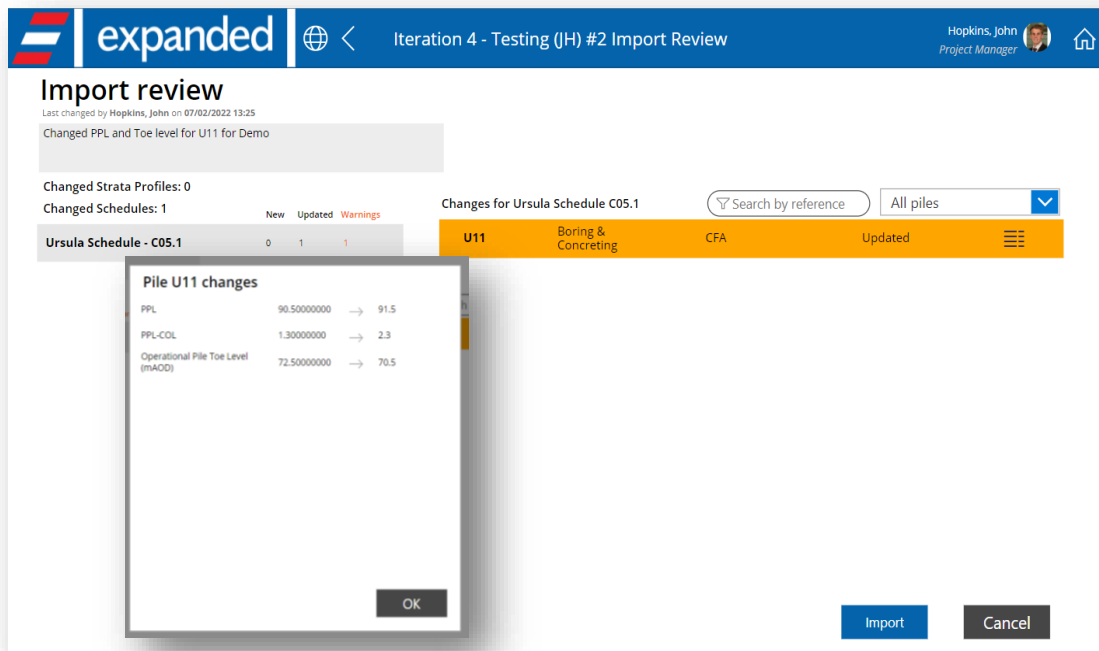 expanded
Iteration 4 - Testing (JH) #2 Import Review
Hopkins, John
Project Manager
Import review
Last changed by Hopkins, John on 07/02/2022 13:25
Changed PPL and Toe level for U11 for Demo
Changed Strata Profiles: 0
Changed Schedules: 1
New Updated Warnings
Ursula Schedule - C05.1 0 1 1
Changes for Ursula Schedule C05.1
Search by reference
All piles
U11 Boring & CFA Updated
Concreting
Pile U11 changes
PPL 90.50000000 → 91.5
PPL-COL 1.30000000 → 2.3
Operational Pile Toe Level
(mAOD) 72.50000000 → 70.5
OK
Import
Cancel